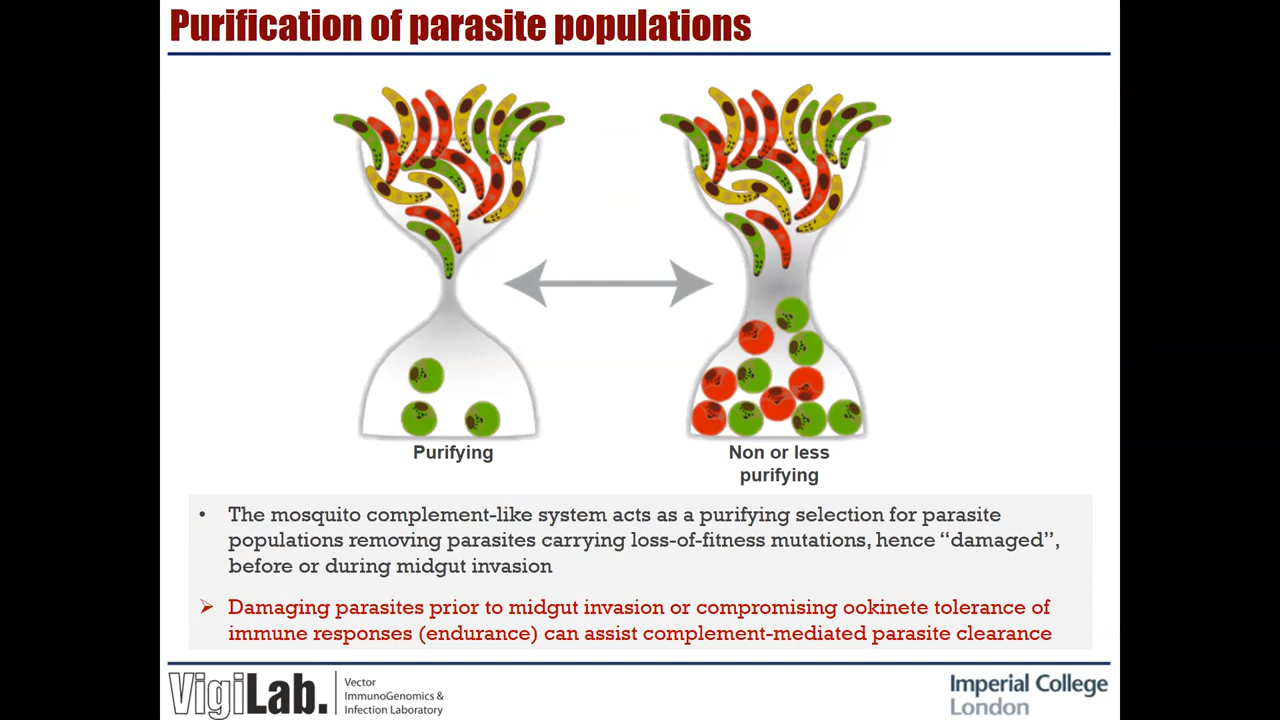 Purification of parasite populations
Purifying
Non or less
purifying
• The mosquito complement-like system acts as a purifying selection for parasite
populations removing parasites carrying loss-of-fitness mutations, hence “damaged”,
before or during midgut invasion
➢ Damaging parasites prior to midgut invasion or compromising ookinete tolerance of
immune responses (endurance) can assist complement-mediated parasite clearance
VigiLab.
Vector
ImmunoGenomics &
Infection Laboratory
Imperial College
London